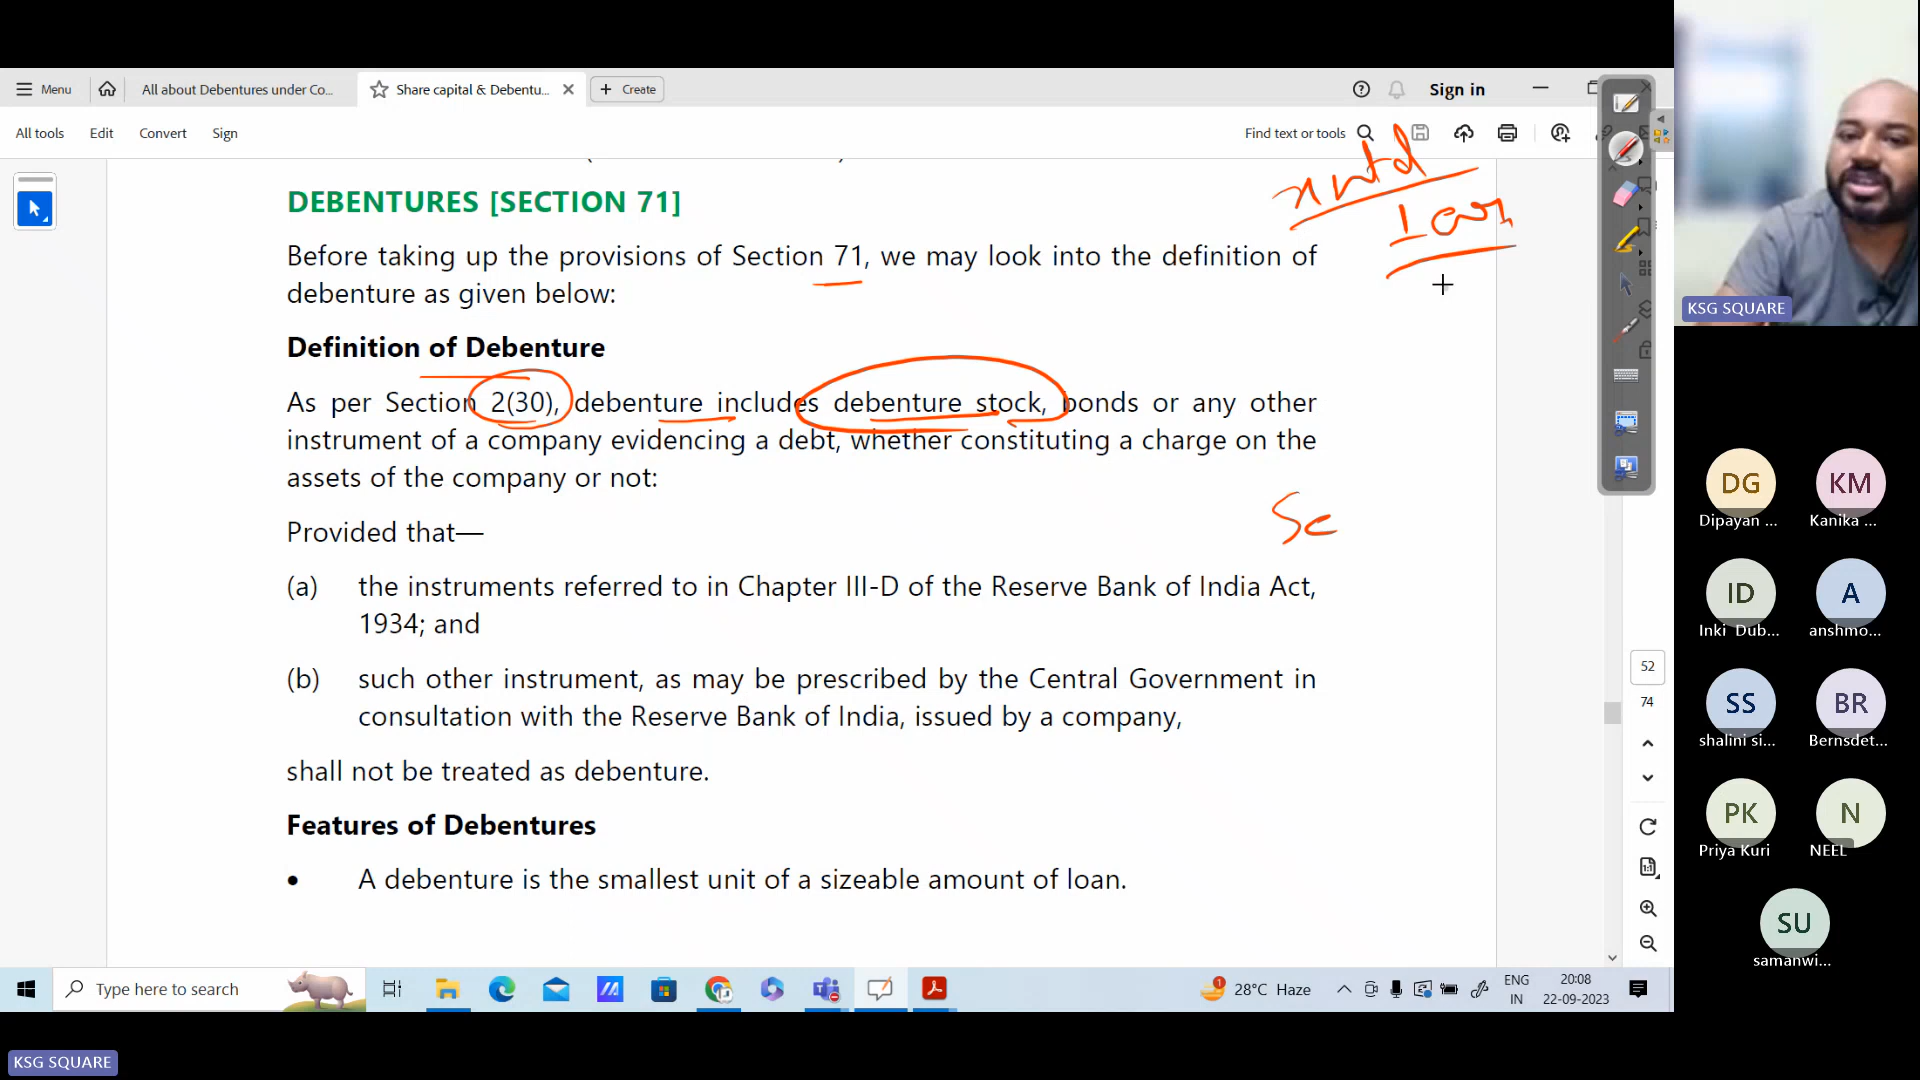 Menu
All about Debentures under Co...
Share capital & Debentu...
Create
Sign in
All tools
Edit
Convert
Sign
Find text or tools
DEBENTURES [SECTION 71]
Before taking up the provisions of Section 71, we may look into the definition of
debenture as given below:
Definition of Debenture
As per Section 2(30), debenture includes debenture stock, bonds or any other
instrument of a company evidencing a debt, whether constituting a charge on the
assets of the company or not:
Provided that—
(a) the instruments referred to in Chapter III-D of the Reserve Bank of India Act,
1934; and
(b) such other instrument, as may be prescribed by the Central Government in
consultation with the Reserve Bank of India, issued by a company,
shall not be treated as debenture.
Features of Debentures
• A debenture is the smallest unit of a sizeable amount of loan.
Se
52
74
KSG SQUARE
DG
Dipayan ...
KM
Kanika ...
ID
Inki Dub...
A
anshmo...
SS
shalini si...
BR
Bernsdet...
PK
Priya Kuri
N
NEEL
SU
samanwi...
Type here to search
1
28°C Haze
ENG
IN
20:08
22-09-2023
KSG SQUARE